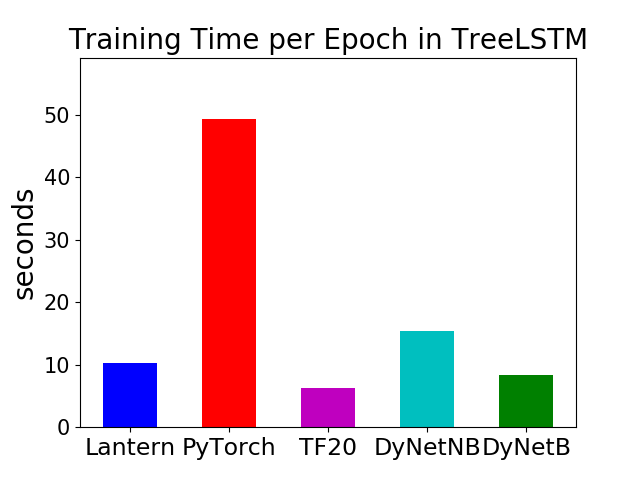 Training Time per Epoch in TreeLSTM
seconds
50
40
30
20
10
0
Lantern PyTorch TF20 DyNetNB DyNetB